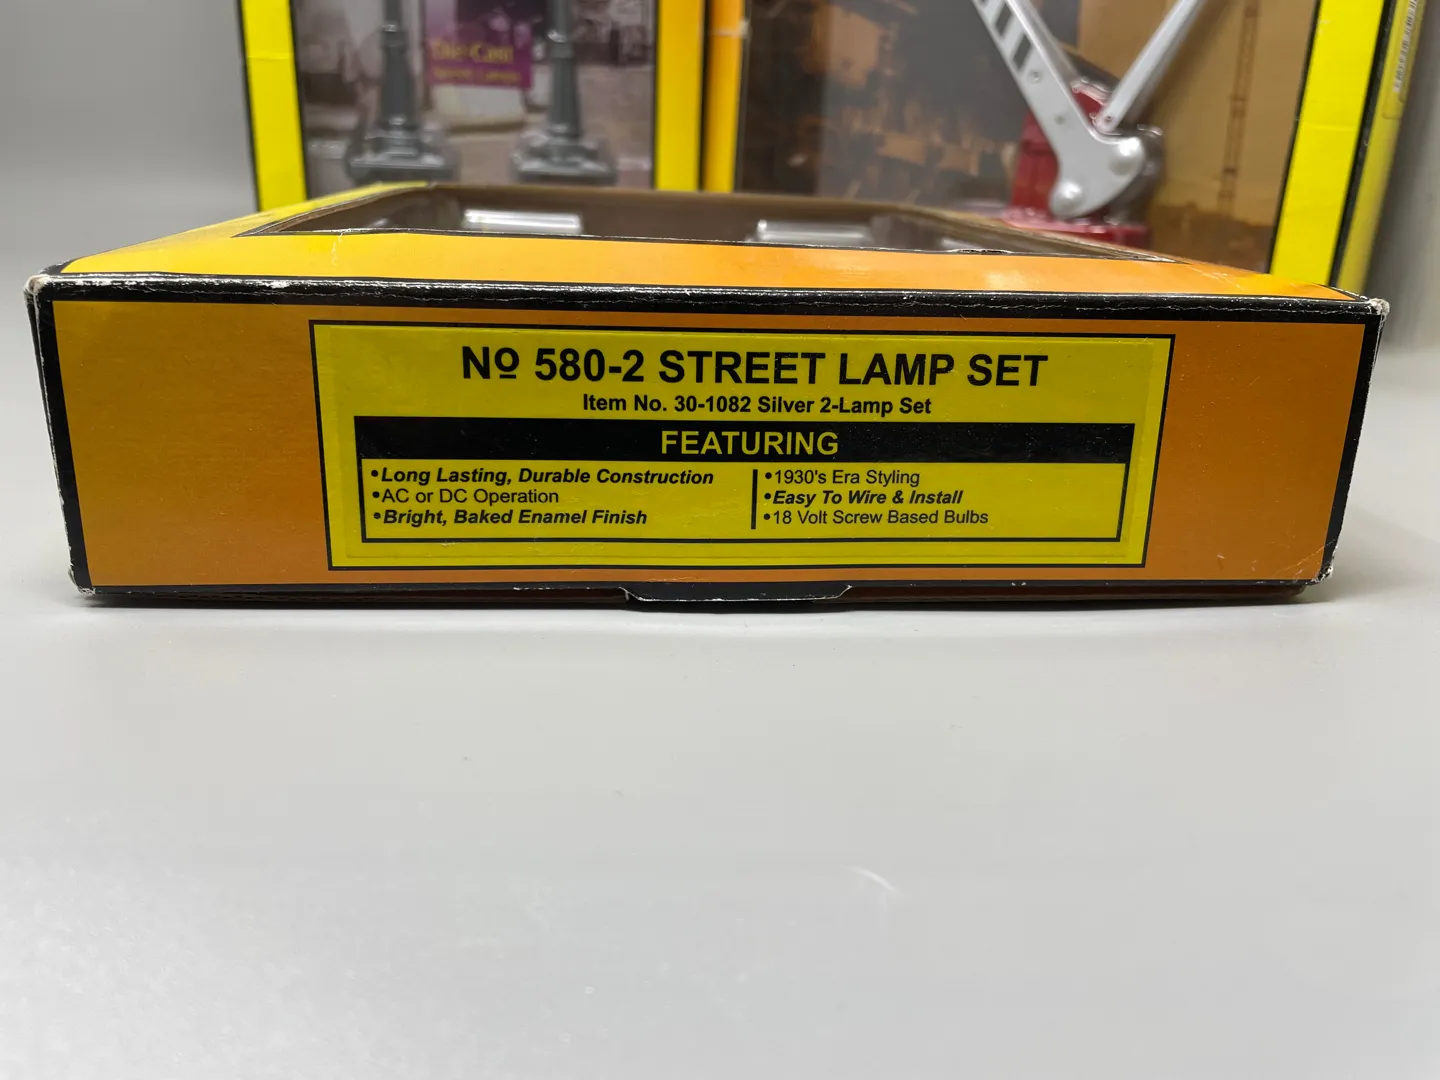 Die-Cast
Nº 580-2 STREET LAMP SET
Item No. 30-1082 Silver 2-Lamp Set
FEATURING
•Long Lasting, Durable Construction
•AC or DC Operation
•Bright, Baked Enamel Finish
•1930's Era Styling
•Easy To Wire & Install
•18 Volt Screw Based Bulbs